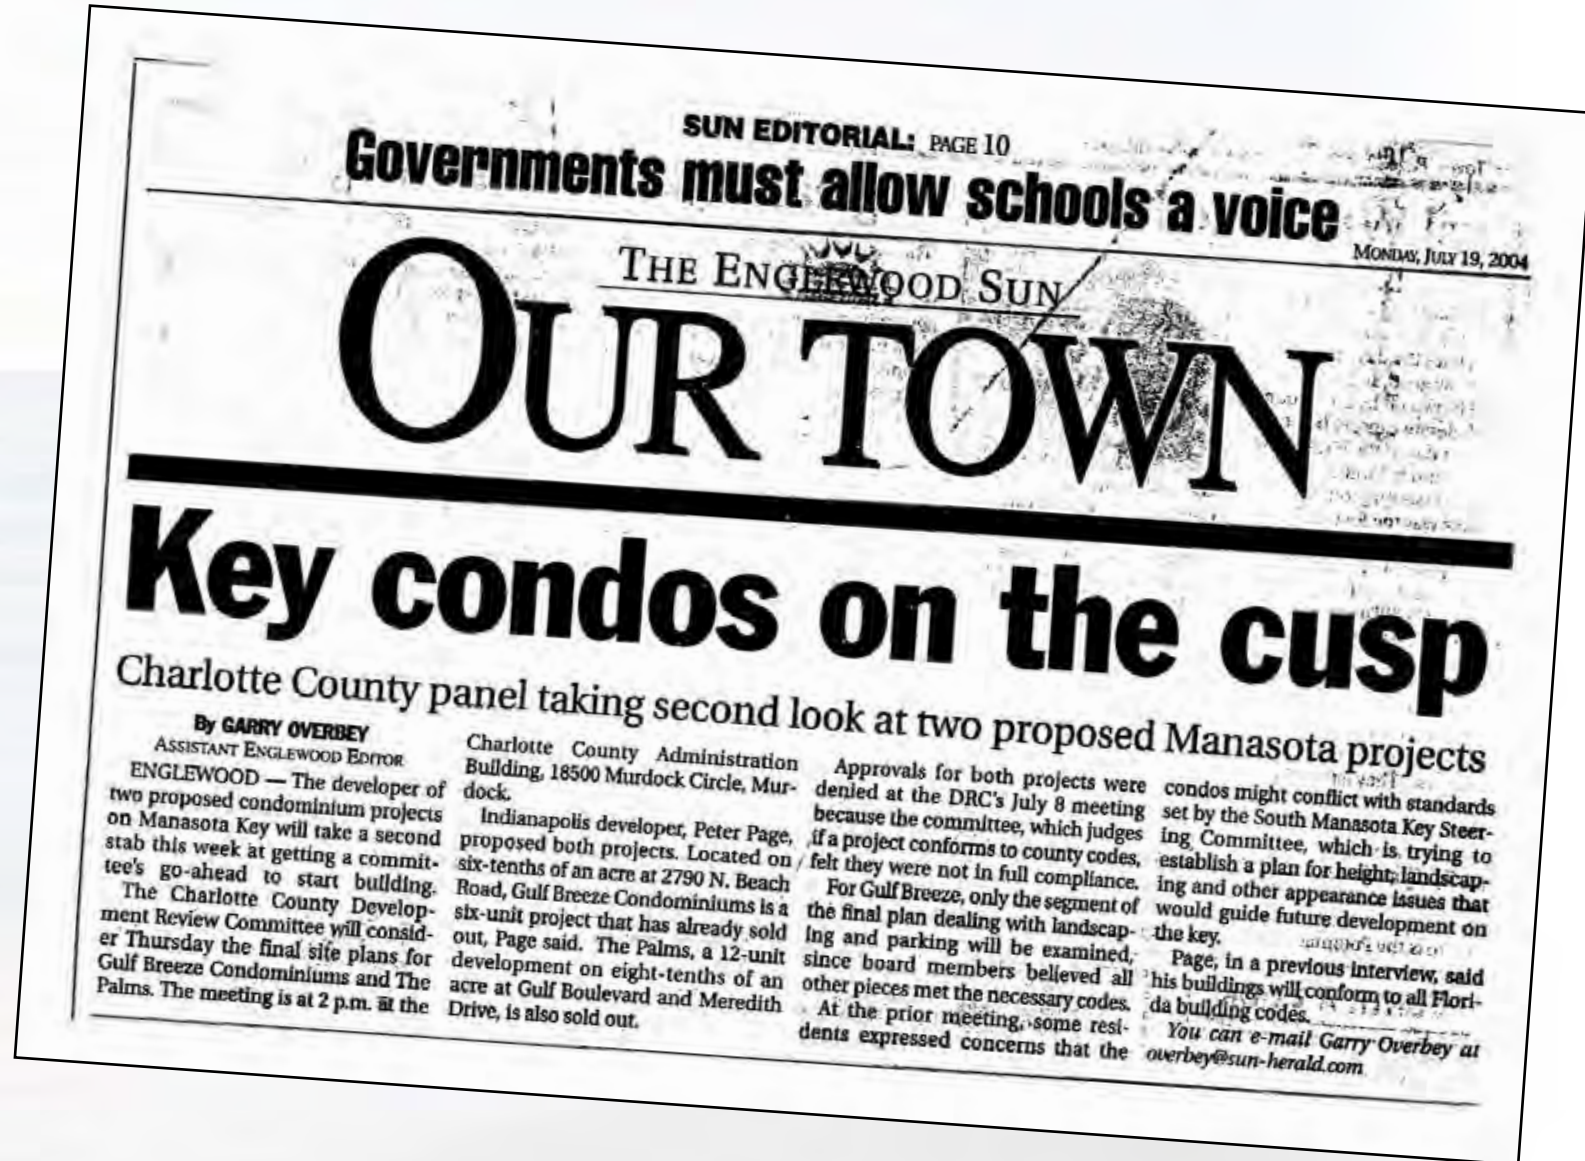 SUN EDITORIAL: PAGE 10
Governments must allow schools a voice
MONDAY, JULY 19, 2004
THE ENGLEWOOD SUN
OUR TOWN
Key condos on the cusp
Charlotte County panel taking second look at two proposed Manasota projects
By GARRY OVERBEY
ASSISTANT ENGLEWOOD EDITOR
ENGLEWOOD — The developer of
two proposed condominium projects
on Manasota Key will take a second
stab this week at getting a commit-
tee's go-ahead to start building.
The Charlotte County Develop-
ment Review Committee will consid-
er Thursday the final site plans for
Gulf Breeze Condominiums and The
Palms. The meeting is at 2 p.m. at the
Charlotte County Administration
Building, 18500 Murdock Circle, Mur-
dock.
Indianapolis developer, Peter Page,
proposed both projects. Located on
six-tenths of an acre at 2790 N. Beach
Road, Gulf Breeze Condominiums is a
six-unit project that has already sold
out, Page said. The Palms, a 12-unit
development on eight-tenths of an
acre at Gulf Boulevard and Meredith
Drive, is also sold out.
Approvals for both projects were
denied at the DRC's July 8 meeting
because the committee, which judges
if a project conforms to county codes,
felt they were not in full compliance.
For Gulf Breeze, only the segment of
the final plan dealing with landscap-
ing and parking will be examined,
since board members believed all
other pieces met the necessary codes.
At the prior meeting, some resi-
dents expressed concerns that the
condos might conflict with standards
set by the South Manasota Key Steer-
ing Committee, which is trying to
establish a plan for height, landscap-
ing and other appearance issues that
would guide future development on
the key.
Page, in a previous interview, said
his buildings will conform to all Flori-
da building codes.
You can e-mail Garry Overbey at
overbey@sun-herald.com